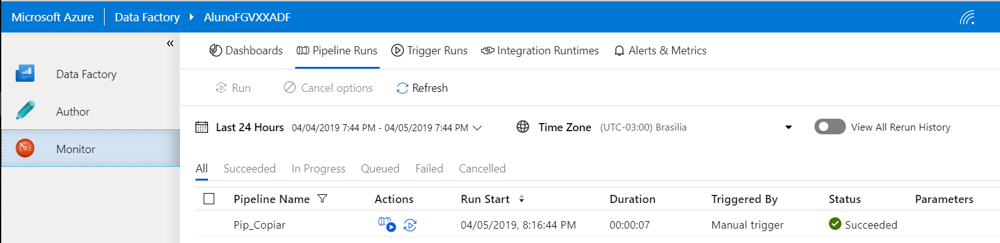 Microsoft Azure Data Factory AlunoFGVXXADF
«
Data Factory
Author
Monitor
Dashboards Pipeline Runs Trigger Runs Integration Runtimes Alerts & Metrics
Run Cancel options Refresh
Last 24 Hours 04/04/2019 7:44 PM - 04/05/2019 7:44 PM Time Zone (UTC-03:00) Brasilia View All Rerun History
All Succeeded In Progress Queued Failed Cancelled
Pipeline Name Actions Run Start Duration Triggered By Status Parameters
Pip_Copiar 04/05/2019, 8:16:44 PM 00:00:07 Manual trigger Succeeded